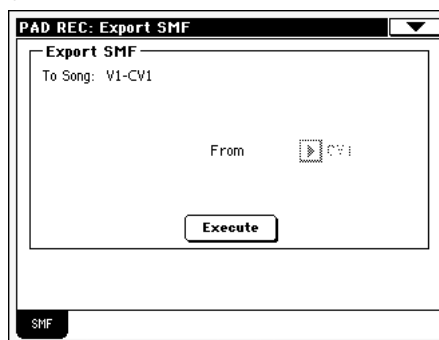 PAD REC: Export SMF
Export SMF
To Song: V1-CV1
From CV1
Execute
SMF